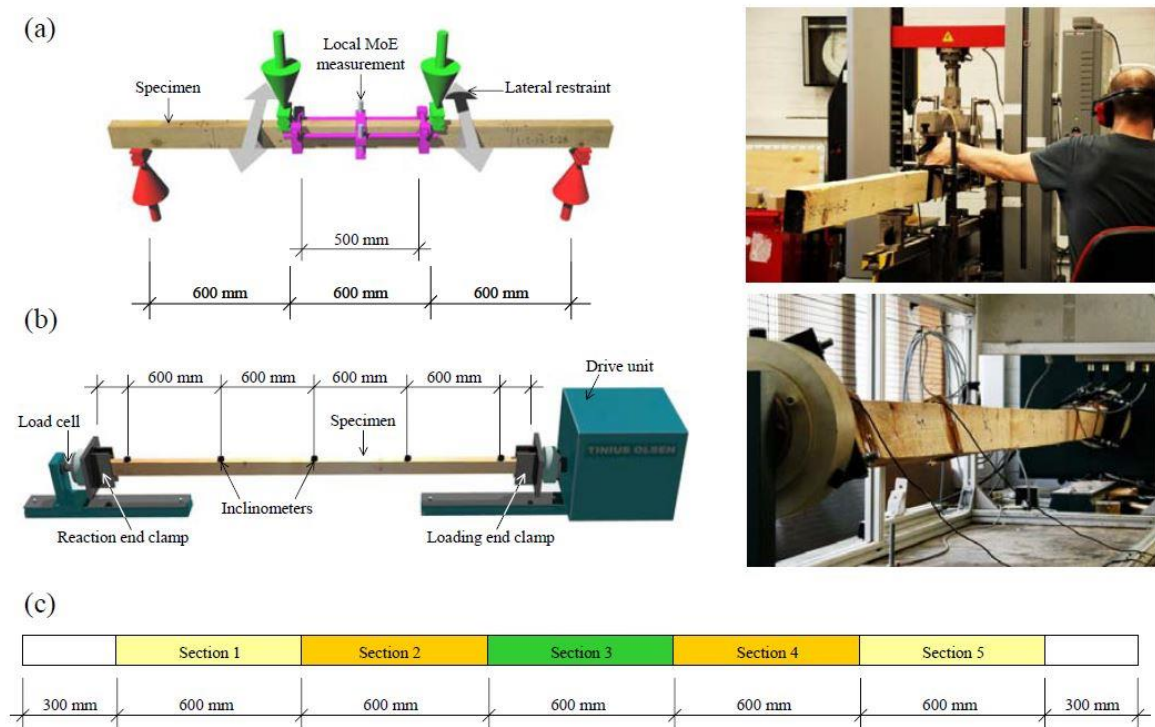 (a)
Local MoE
measurement
Specimen
Lateral restraint
500 mm
600 mm
600 mm
600 mm
(b)
600 mm
600 mm
600 mm
600 mm
Drive unit
Load cell
Specimen
TINIUS OLSEN
Inclinometers
Reaction end clamp
Loading end clamp
(c)
Section 1
Section 2
Section 3
Section 4
Section 5
300 mm
600 mm
600 mm
600 mm
600 mm
600 mm
300 mm